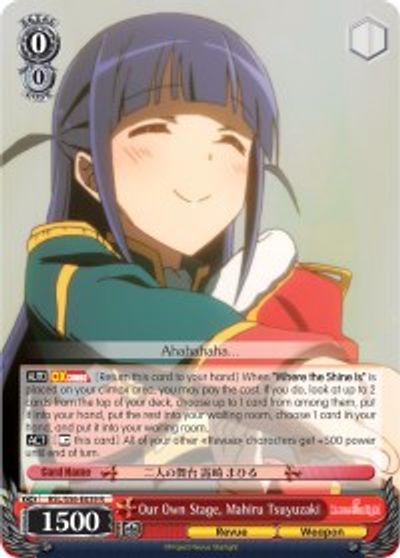 0
0
Ahahahaha...
AUTO CX COMBO [Return this card to your hand] When "Where the Shine Is" is
placed on your climax area, you may pay the cost. If you do, look at up to 2
cards from the top of your deck, choose up to 1 card from among them, put
it into your hand, put the rest into your waiting room, choose 1 card in your
hand, and put it into your waiting room.
ACT [ this card] All of your other «Revue» characters get +500 power
until end of turn.
Card Name 二人の舞台 露崎 まひる
1500
Our Own Stage, Mahiru Tsuyuzaki
Revue Weapon
©Project Revue Starlight